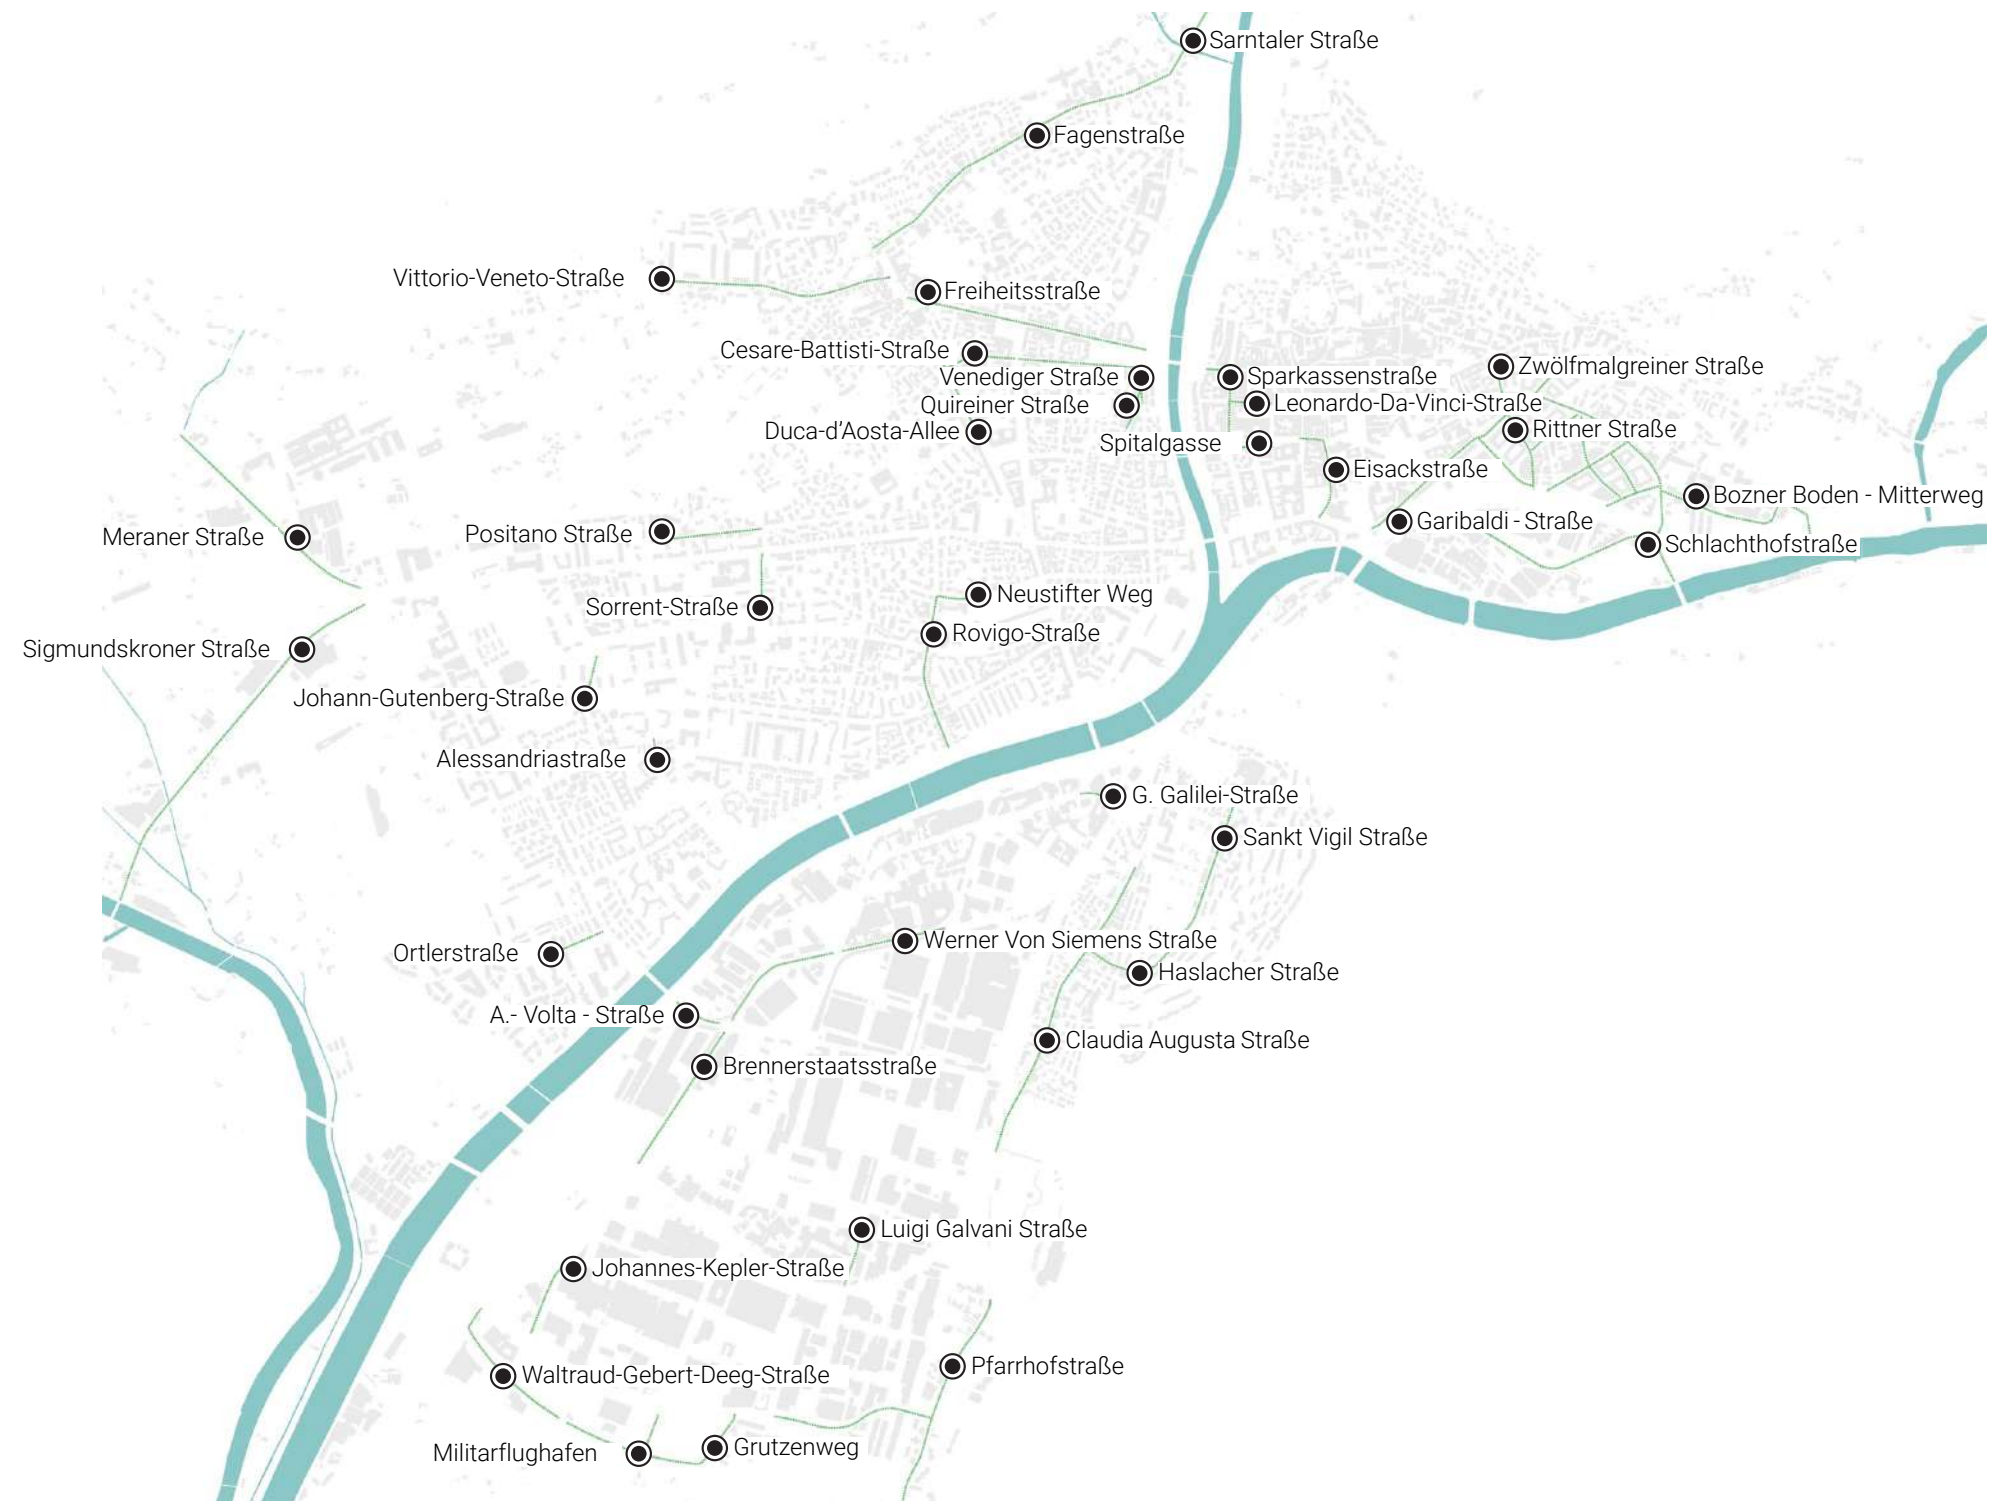 Sarntaler Straße
Fagenstraße
Vittorio-Veneto-Straße
Freiheitsstraße
Cesare-Battisti-Straße
Zwölfmalgreiner Straße
Venediger Straße
Sparkassenstraße
Quireiner Straße
Leonardo-Da-Vinci-Straße
Duca-d'Aosta-Allee
Rittner Straße
Spitalgasse
Eisackstraße
Bozner Boden - Mitterweg
Garibaldi - Straße
Meraner Straße
Positano Straße
Schlachthofstraße
Neustifter Weg
Sorrent-Straße
Rovigo-Straße
Sigmundskroner Straße
Johann-Gutenberg-Straße
Alessandriastraße
G. Galilei-Straße
Sankt Vigil Straße
Werner Von Siemens Straße
Ortlerstraße
Haslacher Straße
A.- Volta - Straße
Claudia Augusta Straße
Brennerstaatsstraße
Luigi Galvani Straße
Johannes-Kepler-Straße
Pfarrhofstraße
Waltraud-Gebert-Deeg-Straße
Grutzenweg
Militarflughafen